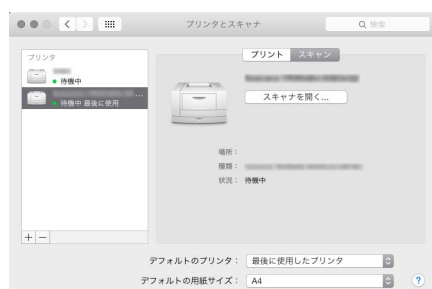 プリンタとスキャナ
検索
プリンタ
待機中
待機中 最後に使用
プリント スキャン
スキャナを開く...
場所：
種類：
状況： 待機中
デフォルトのプリンタ： 最後に使用したプリンタ
デフォルトの用紙サイズ： A4